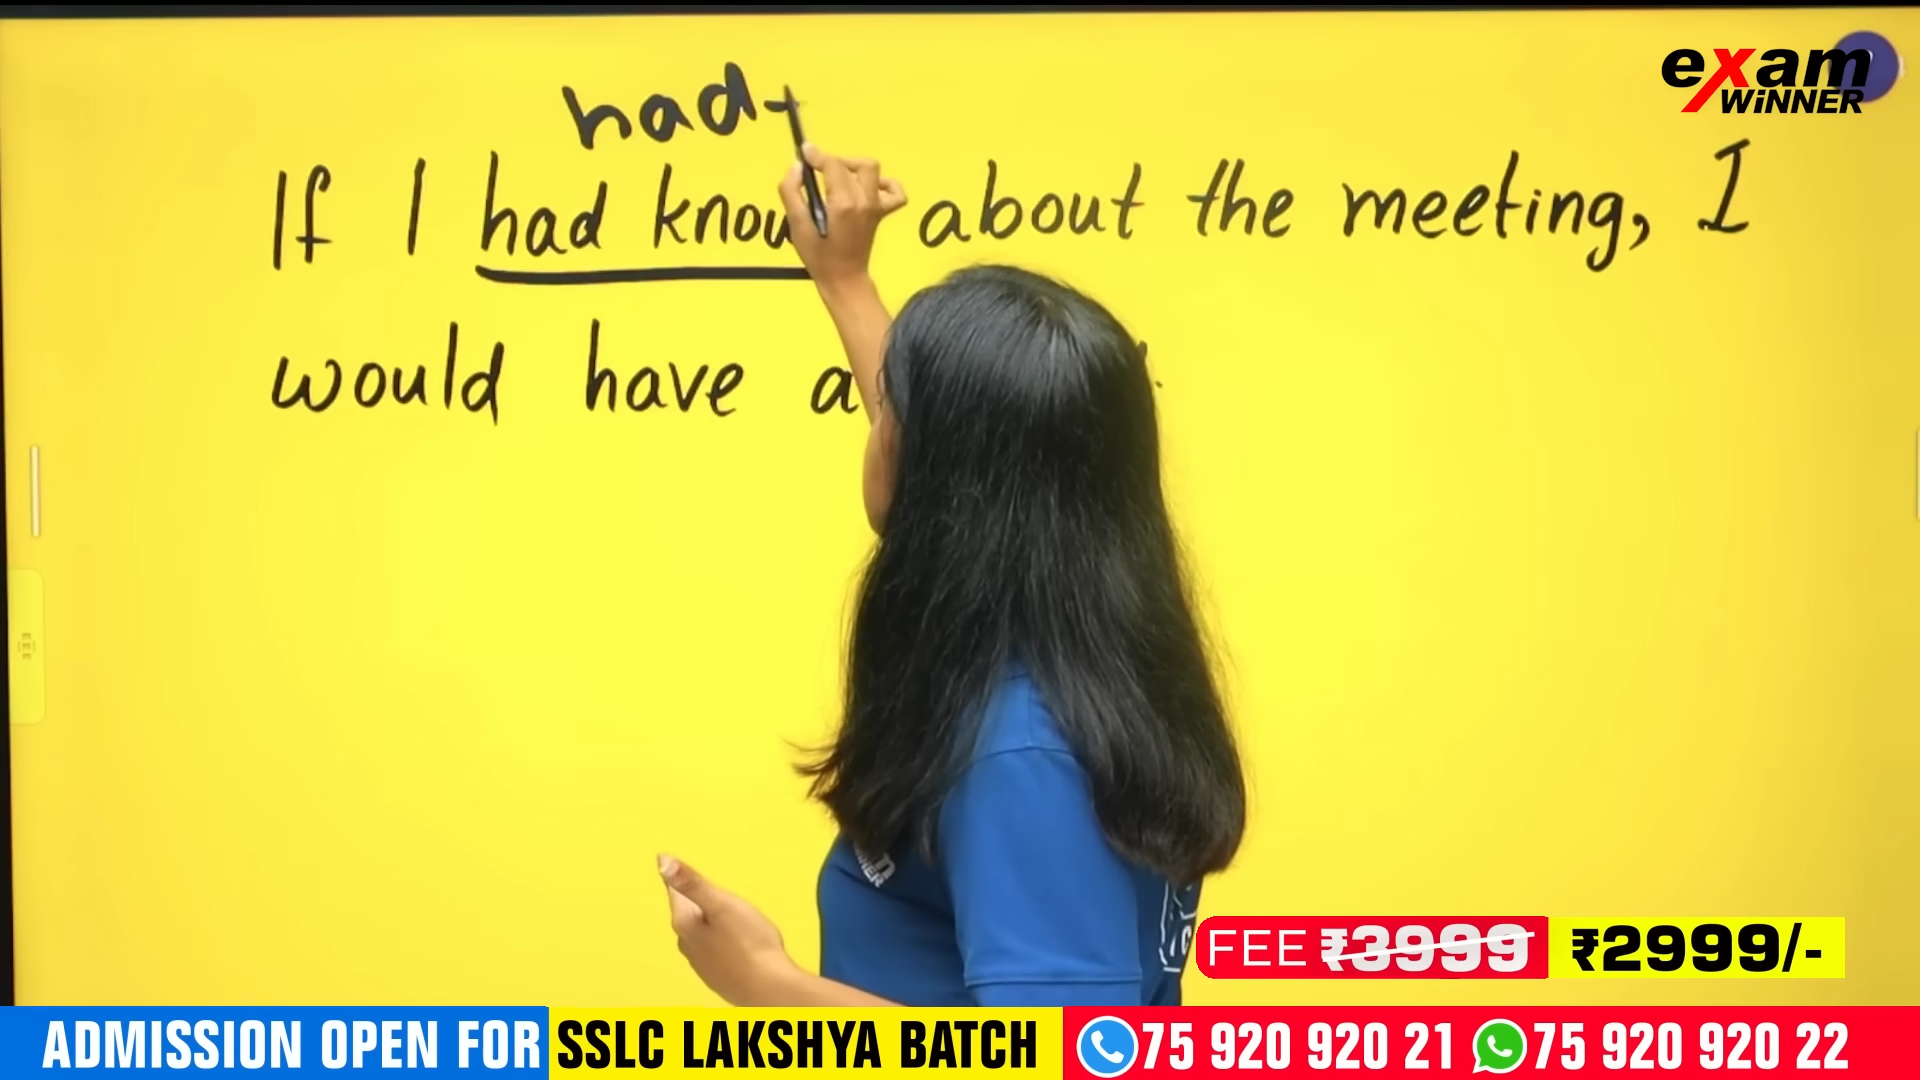 exam
WiNNER
had+
If I had know about the meeting, I
would have a
FEE ₹3999 ₹2999/-
ADMISSION OPEN FOR SSLC LAKSHYA BATCH 75 920 920 21 75 920 920 22